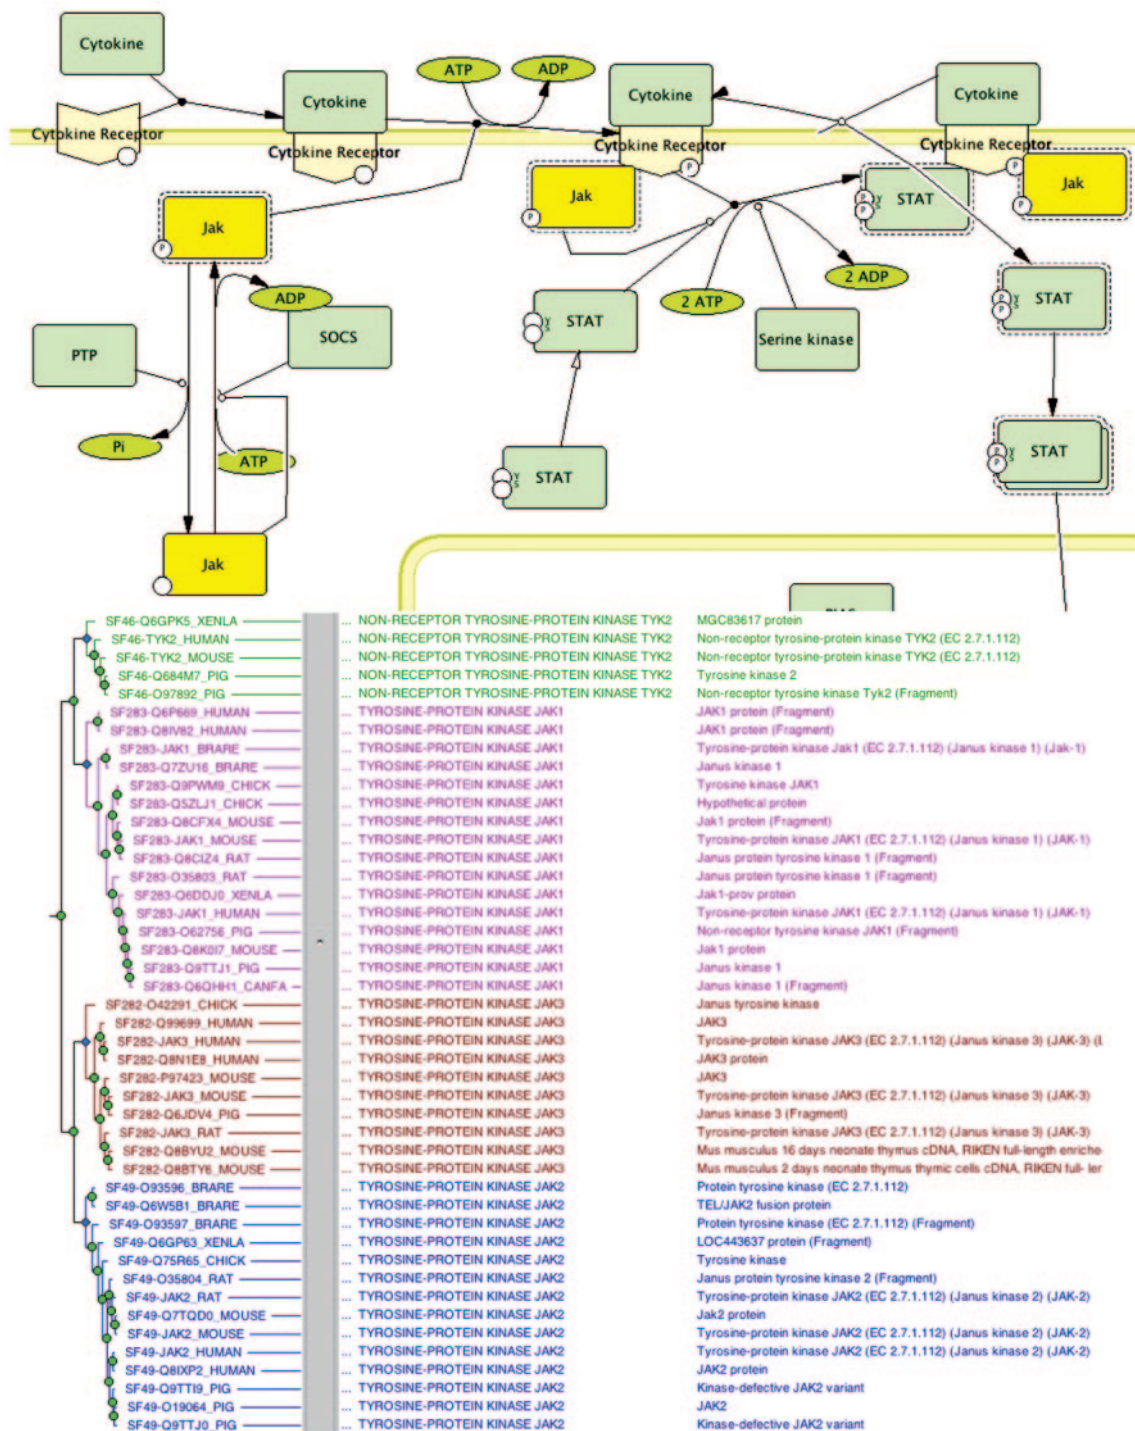 Cytokine
ATP
ADP
Cytokine
Cytokine
Cytokine
Cytokine Receptor
Cytokine Receptor
Cytokine Receptor
Cytokine Receptor
P
P
Jak
P
Jak
P
STAT
P
P
Y
S
Jak
P
ADP
2 ATP
2 ADP
STAT
P
P
Y
S
PTP
SOCS
STAT
Y
S
Serine kinase
Pi
ATP
STAT
Y
S
STAT
P
P
Y
S
Jak
SF46-Q6GPK5_XENLA ... NON-RECEPTOR TYROSINE-PROTEIN KINASE TYK2 MGC83617 protein
SF46-TYK2_HUMAN ... NON-RECEPTOR TYROSINE-PROTEIN KINASE TYK2 Non-receptor tyrosine-protein kinase TYK2 (EC 2.7.1.112)
SF46-TYK2_MOUSE ... NON-RECEPTOR TYROSINE-PROTEIN KINASE TYK2 Non-receptor tyrosine-protein kinase TYK2 (EC 2.7.1.112)
SF46-Q684M7_PIG ... NON-RECEPTOR TYROSINE-PROTEIN KINASE TYK2 Tyrosine kinase 2
SF46-O97892_PIG ... NON-RECEPTOR TYROSINE-PROTEIN KINASE TYK2 Non-receptor tyrosine kinase Tyk2 (Fragment)
SF283-Q6P669_HUMAN ... TYROSINE-PROTEIN KINASE JAK1 JAK1 protein (Fragment)
SF283-Q8IV82_HUMAN ... TYROSINE-PROTEIN KINASE JAK1 JAK1 protein (Fragment)
SF283-JAK1_BRARE ... TYROSINE-PROTEIN KINASE JAK1 Tyrosine-protein kinase Jak1 (EC 2.7.1.112) (Janus kinase 1) (Jak-1)
SF283-Q7ZU16_BRARE ... TYROSINE-PROTEIN KINASE JAK1 Janus kinase 1
SF283-Q9PWM9_CHICK ... TYROSINE-PROTEIN KINASE JAK1 Tyrosine kinase JAK1
SF283-Q5ZLJ1_CHICK ... TYROSINE-PROTEIN KINASE JAK1 Hypothetical protein
SF283-Q8CFX4_MOUSE ... TYROSINE-PROTEIN KINASE JAK1 Jak1 protein (Fragment)
SF283-JAK1_MOUSE ... TYROSINE-PROTEIN KINASE JAK1 Tyrosine-protein kinase JAK1 (EC 2.7.1.112) (Janus kinase 1) (JAK-1)
SF283-Q8CIZ4_RAT ... TYROSINE-PROTEIN KINASE JAK1 Janus protein tyrosine kinase 1 (Fragment)
SF283-O35803_RAT ... TYROSINE-PROTEIN KINASE JAK1 Janus protein tyrosine kinase 1 (Fragment)
SF283-Q6DDJ0_XENLA ... TYROSINE-PROTEIN KINASE JAK1 Jak1-prov protein
SF283-JAK1_HUMAN ... TYROSINE-PROTEIN KINASE JAK1 Tyrosine-protein kinase JAK1 (EC 2.7.1.112) (Janus kinase 1) (JAK-1)
SF283-O62756_PIG ... TYROSINE-PROTEIN KINASE JAK1 Non-receptor tyrosine kinase JAK1 (Fragment)
SF283-Q8K0I7_MOUSE ... TYROSINE-PROTEIN KINASE JAK1 Jak1 protein
SF283-Q9TTJ1_PIG ... TYROSINE-PROTEIN KINASE JAK1 Janus kinase 1
SF283-Q6QHH1_CANFA ... TYROSINE-PROTEIN KINASE JAK1 Janus kinase 1 (Fragment)
SF282-O42291_CHICK ... TYROSINE-PROTEIN KINASE JAK3 Janus tyrosine kinase
SF282-Q99699_HUMAN ... TYROSINE-PROTEIN KINASE JAK3 JAK3
SF282-JAK3_HUMAN ... TYROSINE-PROTEIN KINASE JAK3 Tyrosine-protein kinase JAK3 (EC 2.7.1.112) (Janus kinase 3) (JAK-3) (L
SF282-Q8N1E8_HUMAN ... TYROSINE-PROTEIN KINASE JAK3 JAK3 protein
SF282-P97423_MOUSE ... TYROSINE-PROTEIN KINASE JAK3 JAK3
SF282-JAK3_MOUSE ... TYROSINE-PROTEIN KINASE JAK3 Tyrosine-protein kinase JAK3 (EC 2.7.1.112) (Janus kinase 3) (JAK-3)
SF282-Q6JDV4_PIG ... TYROSINE-PROTEIN KINASE JAK3 Janus kinase 3 (Fragment)
SF282-JAK3_RAT ... TYROSINE-PROTEIN KINASE JAK3 Tyrosine-protein kinase JAK3 (EC 2.7.1.112) (Janus kinase 3) (JAK-3)
SF282-Q8BYU2_MOUSE ... TYROSINE-PROTEIN KINASE JAK3 Mus musculus 16 days neonate thymus cDNA, RIKEN full-length enriche
SF282-Q8BTY6_MOUSE ... TYROSINE-PROTEIN KINASE JAK3 Mus musculus 2 days neonate thymus thymic cells cDNA, RIKEN full- ler
SF49-O93596_BRARE ... TYROSINE-PROTEIN KINASE JAK2 Protein tyrosine kinase (EC 2.7.1.112)
SF49-Q6W5B1_BRARE ... TYROSINE-PROTEIN KINASE JAK2 TEL/JAK2 fusion protein
SF49-O93597_BRARE ... TYROSINE-PROTEIN KINASE JAK2 Protein tyrosine kinase (EC 2.7.1.112) (Fragment)
SF49-Q6GP63_XENLA ... TYROSINE-PROTEIN KINASE JAK2 LOC443637 protein (Fragment)
SF49-Q75R65_CHICK ... TYROSINE-PROTEIN KINASE JAK2 Tyrosine kinase
SF49-O35804_RAT ... TYROSINE-PROTEIN KINASE JAK2 Janus protein tyrosine kinase 2 (Fragment)
SF49-JAK2_RAT ... TYROSINE-PROTEIN KINASE JAK2 Tyrosine-protein kinase JAK2 (EC 2.7.1.112) (Janus kinase 2) (JAK-2)
SF49-Q7TQD0_MOUSE ... TYROSINE-PROTEIN KINASE JAK2 Jak2 protein
SF49-JAK2_MOUSE ... TYROSINE-PROTEIN KINASE JAK2 Tyrosine-protein kinase JAK2 (EC 2.7.1.112) (Janus kinase 2) (JAK-2)
SF49-JAK2_HUMAN ... TYROSINE-PROTEIN KINASE JAK2 Tyrosine-protein kinase JAK2 (EC 2.7.1.112) (Janus kinase 2) (JAK-2)
SF49-Q8IXP2_HUMAN ... TYROSINE-PROTEIN KINASE JAK2 JAK2 protein
SF49-Q9TTI9_PIG ... TYROSINE-PROTEIN KINASE JAK2 Kinase-defective JAK2 variant
SF49-O19064_PIG ... TYROSINE-PROTEIN KINASE JAK2 JAK2
SF49-Q9TTJ0_PIG ... TYROSINE-PROTEIN KINASE JAK2 Kinase-defective JAK2 variant